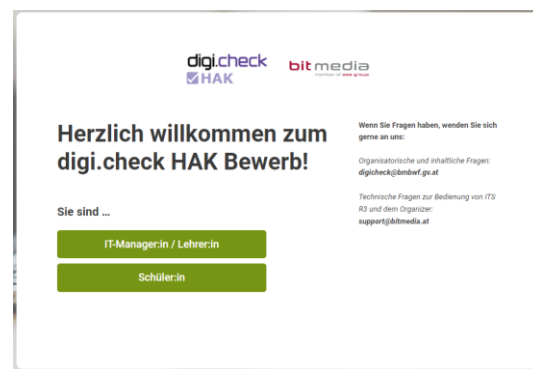 digi.check
HAK
bit media
member of eee group
Herzlich willkommen zum
digi.check HAK Bewerb!
Sie sind ...
IT-Manager:in / Lehrer:in
Schüler:in
Wenn Sie Fragen haben, wenden Sie sich
gerne an uns:
Organisatorische und inhaltliche Fragen:
digicheck@bmbwf.gv.at
Technische Fragen zur Bedienung von ITS
R3 und dem Organizer:
support@bitmedia.at